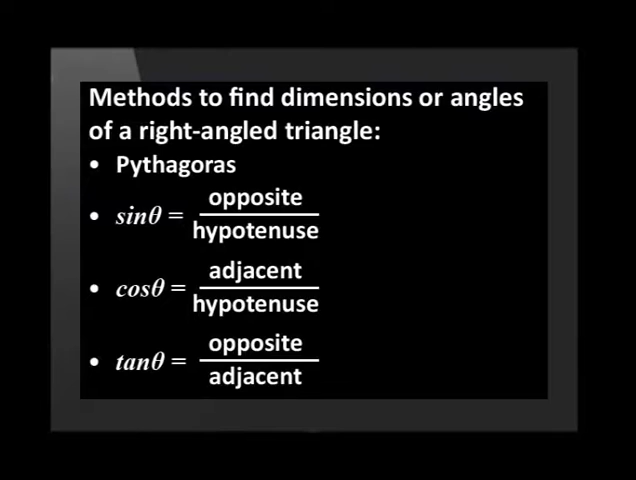 Methods to find dimensions or angles
of a right-angled triangle:
• Pythagoras
• sinθ = opposite
hypotenuse
• cosθ = adjacent
hypotenuse
• tanθ = opposite
adjacent